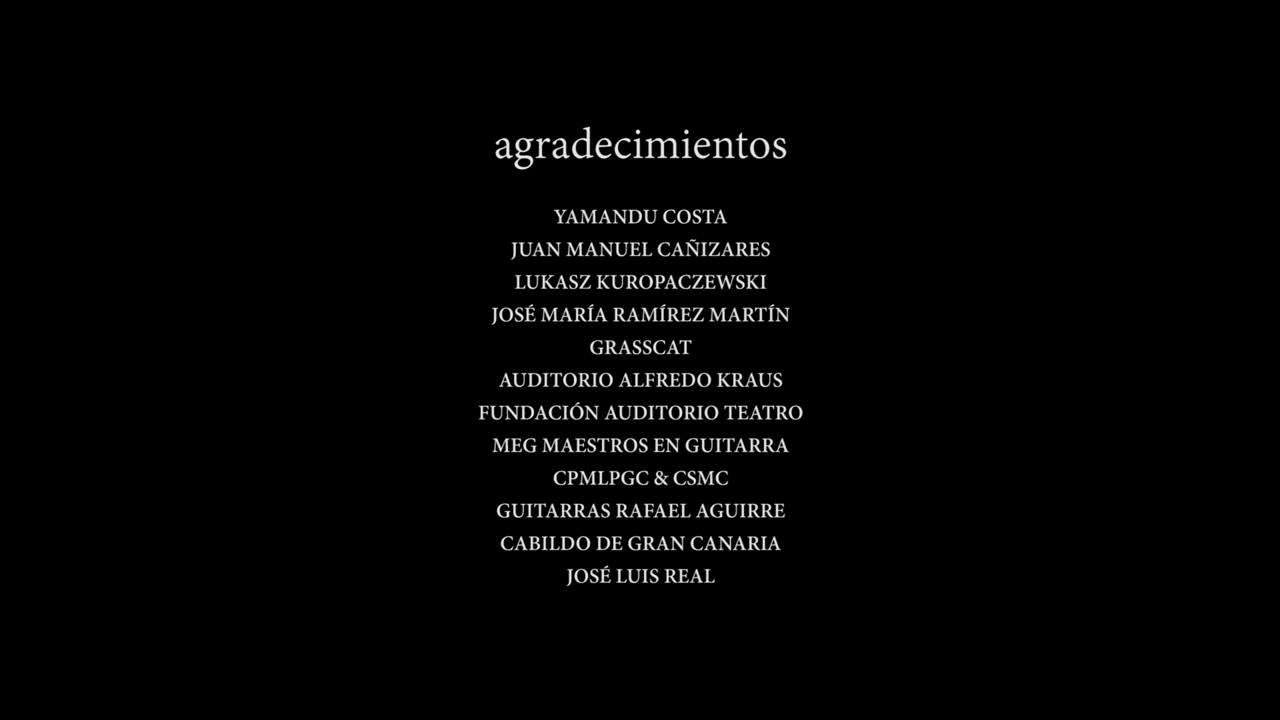 agradecimientos
YAMANDU COSTA
JUAN MANUEL CAÑIZARES
LUKASZ KUROPACZEWSKI
JOSÉ MARÍA RAMÍREZ MARTÍN
GRASSCAT
AUDITORIO ALFREDO KRAUS
FUNDACIÓN AUDITORIO TEATRO
MEG MAESTROS EN GUITARRA
CPMLPGC & CSMC
GUITARRAS RAFAEL AGUIRRE
CABILDO DE GRAN CANARIA
JOSÉ LUIS REAL